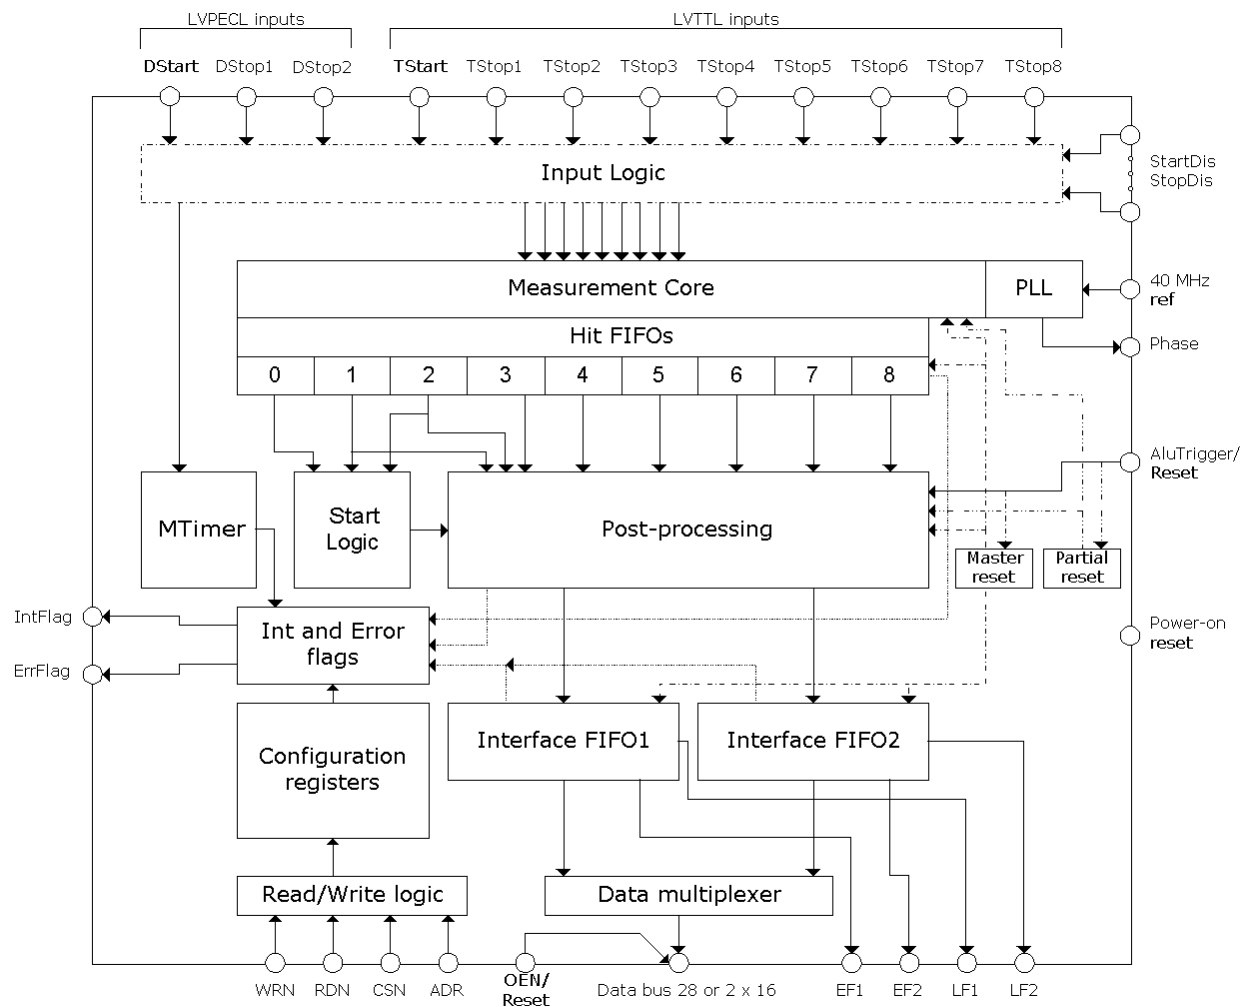 LVPECL inputs
LVTTL inputs
DStart DStop1 DStop2 TStart TStop1 TStop2 TStop3 TStop4 TStop5 TStop6 TStop7 TStop8
Input Logic
StartDis
StopDis
Measurement Core
PLL
40 MHz
ref
Hit FIFOs
Phase
0 1 2 3 4 5 6 7 8
AluTrigger/
Reset
MTimer
Start
Logic
Post-processing
Master
reset
Partial
reset
IntFlag
Int and Error
flags
Power-on
reset
ErrFlag
Configuration
registers
Interface FIFO1
Interface FIFO2
Read/Write logic
Data multiplexer
WRN RDN CSN ADR
OEN/
Reset
Data bus 28 or 2 x 16
EF1 EF2 LF1 LF2